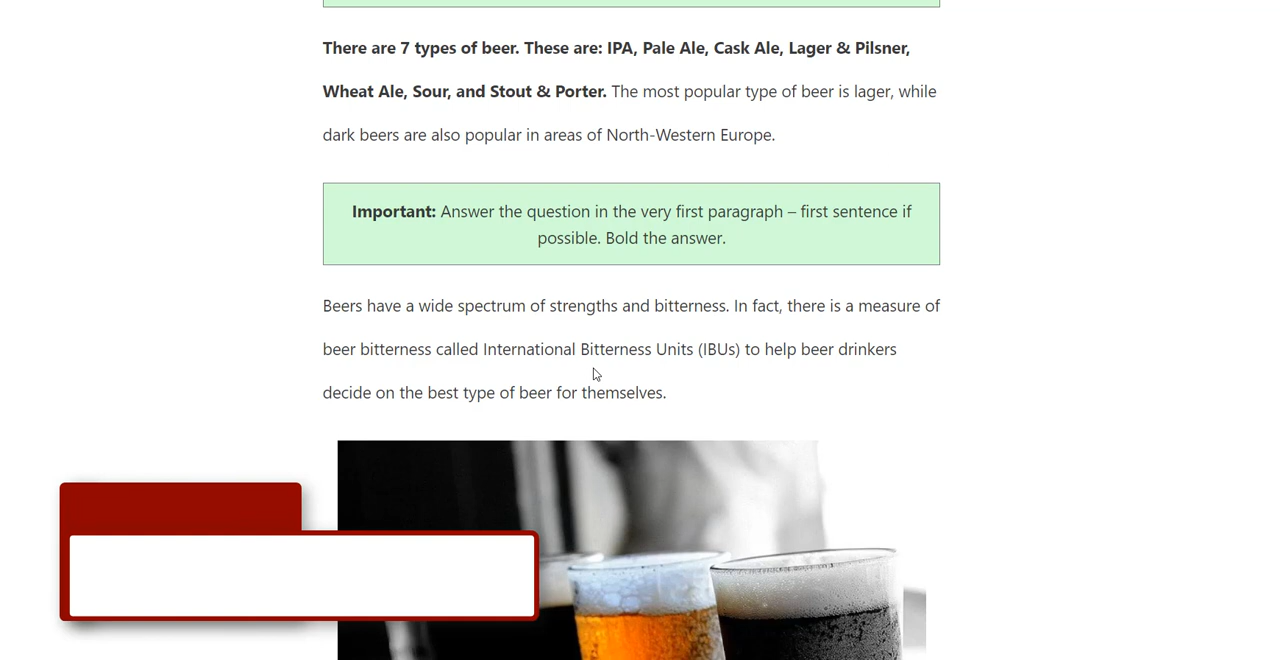 There are 7 types of beer. These are: IPA, Pale Ale, Cask Ale, Lager & Pilsner,
Wheat Ale, Sour, and Stout & Porter. The most popular type of beer is lager, while
dark beers are also popular in areas of North-Western Europe.
Important: Answer the question in the very first paragraph – first sentence if
possible. Bold the answer.
Beers have a wide spectrum of strengths and bitterness. In fact, there is a measure of
beer bitterness called International Bitterness Units (IBUs) to help beer drinkers
decide on the best type of beer for themselves.